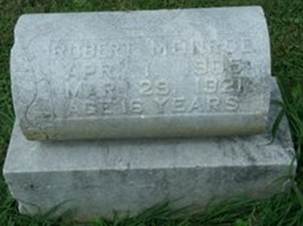 ROBERT MONROE
APR. 1 1905
MAR. 29, 1921
AGE 16 YEARS